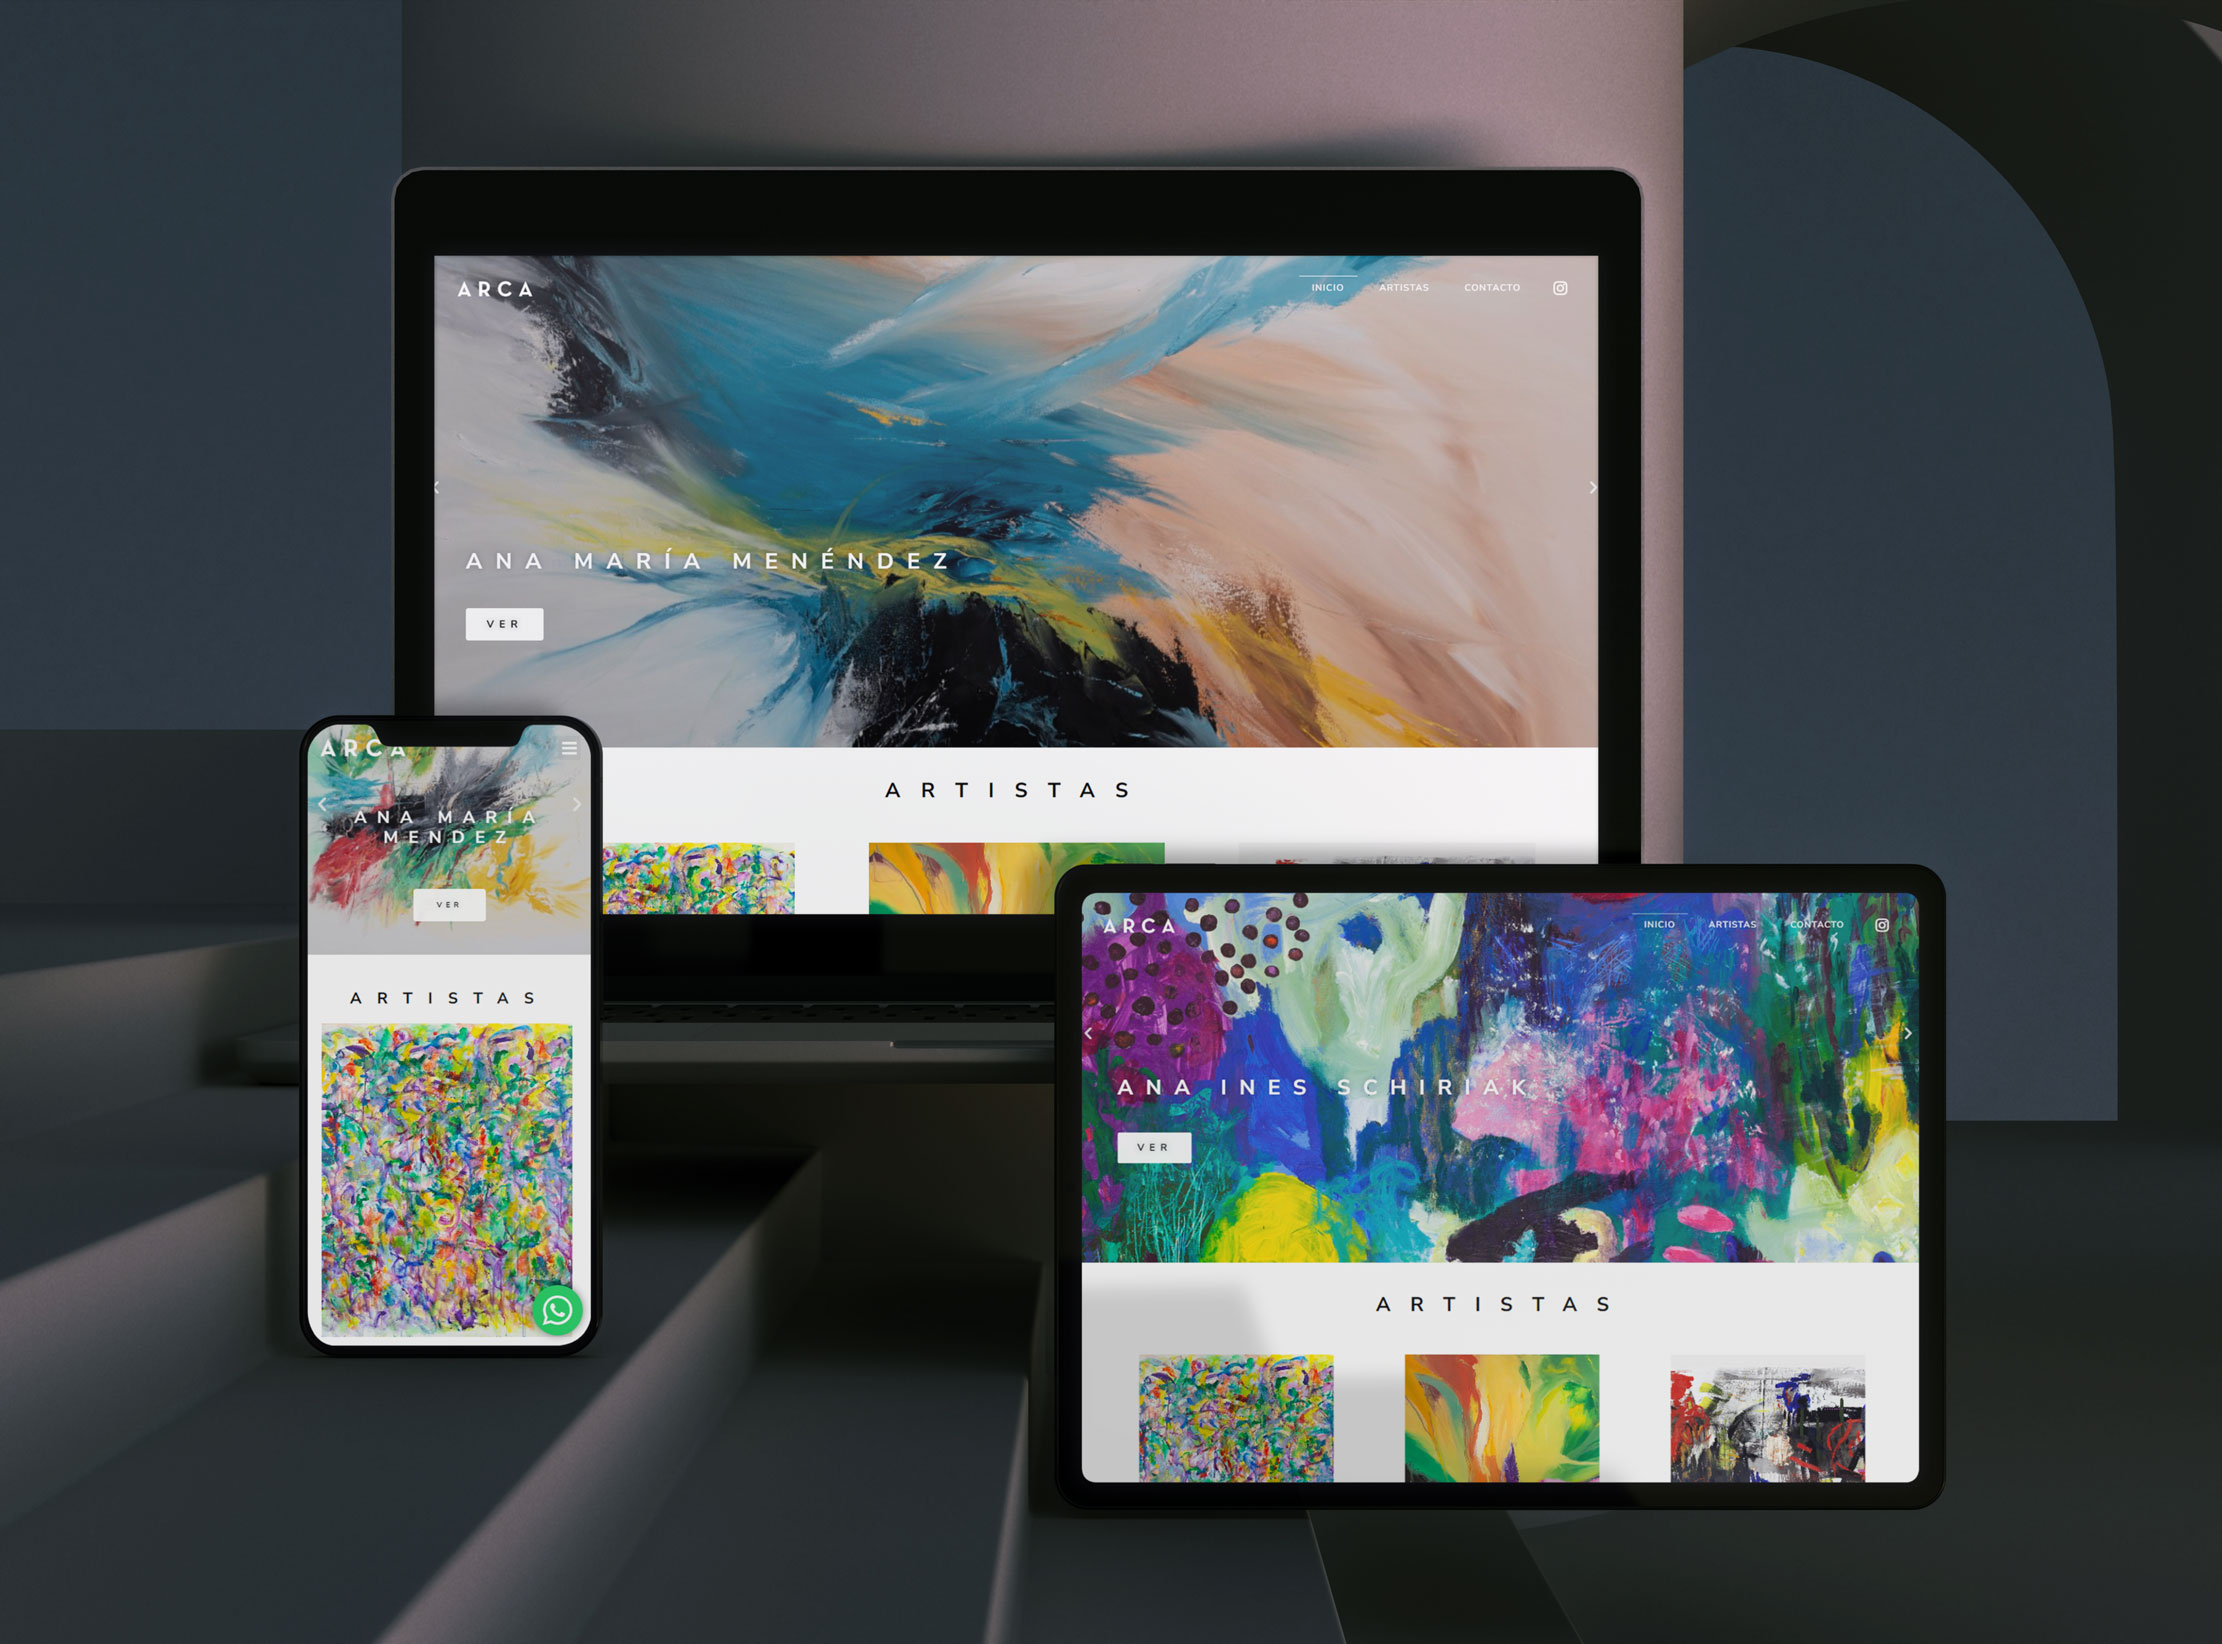 ARCA
INICIO ARTISTAS CONTACTO
ANA MARÍA MENÉNDEZ
VER
ARTISTAS
ARCA
ANA MARÍA
MENDEZ
VER
ARTISTAS
ARCA
INICIO ARTISTAS CONTACTO
ANA INES SCHIRIAK
VER
ARTISTAS